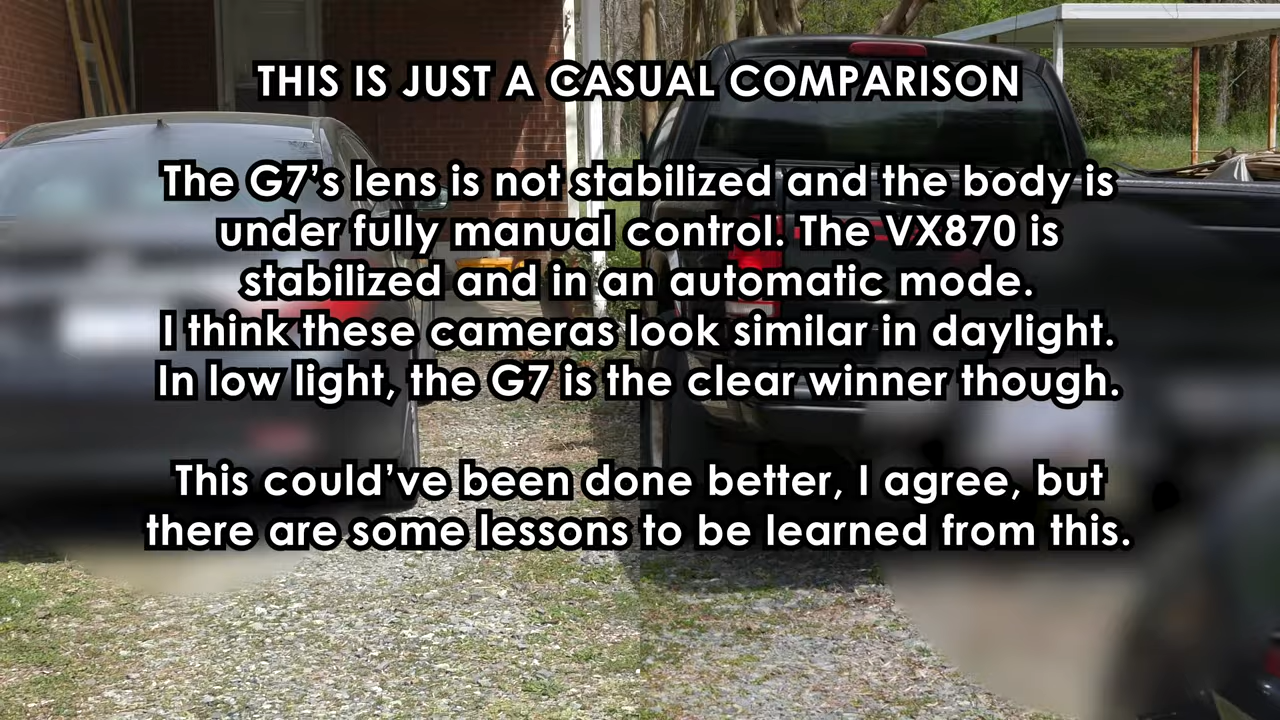 THIS IS JUST A CASUAL COMPARISON
The G7's lens is not stabilized and the body is
under fully manual control. The VX870 is
stabilized and in an automatic mode.
I think these cameras look similar in daylight.
In low light, the G7 is the clear winner though.
This could've been done better, I agree, but
there are some lessons to be learned from this.